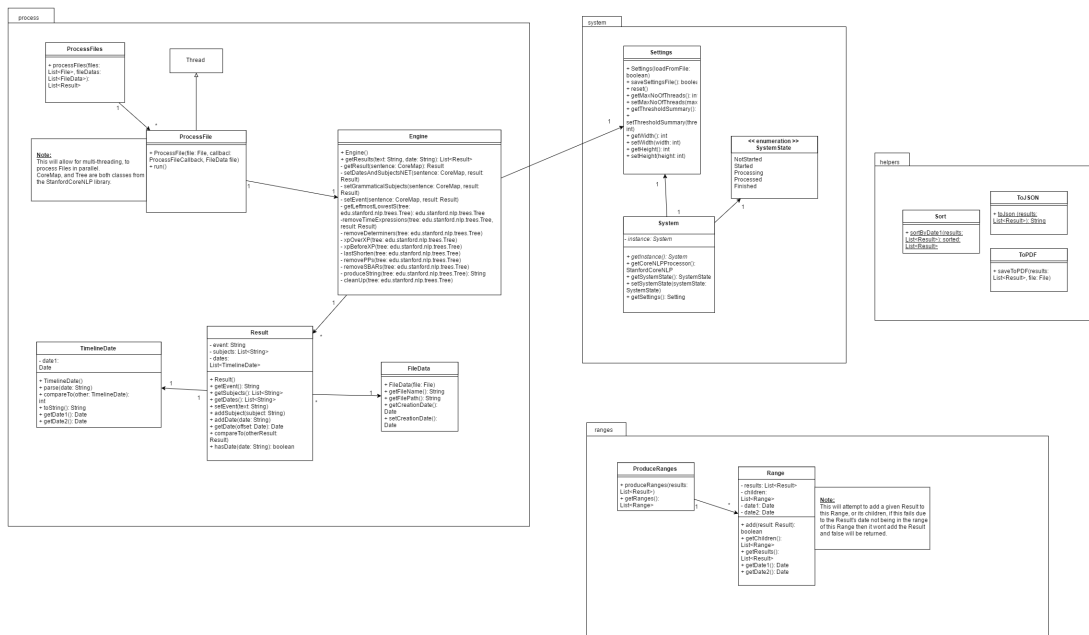 process
ProcessFiles
+ processFiles(files:
List<File>, fileDatas:
List<FileData>):
List<Result>
Thread
1
*
Note:
This will allow for multi-threading, to
process Files in parallel.
CoreMap, and Tree are both classes from
the StanfordCoreNLP library.
ProcessFile
+ ProcessFile(file: File, callback:
ProcessFileCallback, FileData file)
+ run()
1
1
Engine
+ Engine()
+ getResults(text: String, date: String): List<Result>
- getResult(sentence: CoreMap): Result
- setDatesAndSubjectsNET(sentence: CoreMap, result:
Result)
- setGrammaticalSubjects(sentence: CoreMap, result:
Result)
- setEvent(sentence: CoreMap, result: Result)
- getLeftmostLowestS(tree:
edu.stanford.nlp.trees.Tree): edu.stanford.nlp.trees.Tree
-removeTimeExpressions(tree: edu.stanford.nlp.trees.Tree,
result: Result)
- removeDeterminers(tree: edu.stanford.nlp.trees.Tree)
- xpOverXP(tree: edu.stanford.nlp.trees.Tree)
- xpBeforeXP(tree: edu.stanford.nlp.trees.Tree)
- lastShorten(tree: edu.stanford.nlp.trees.Tree)
- removePPs(tree: edu.stanford.nlp.trees.Tree)
- removeSBARs(tree: edu.stanford.nlp.trees.Tree)
- produceString(tree: edu.stanford.nlp.trees.Tree): String
- cleanUp(tree: edu.stanford.nlp.trees.Tree)
1
*
Result
- event: String
- subjects: List<String>
- dates:
List<TimelineDate>
+ Result()
+ getEvent(): String
+ getSubjects(): List<String>
+ getDates(): List<String>
+ setEvent(text: String)
+ addSubject(subject: String)
+ addDate(date: String)
+ getDate(offset: Date): Date
+ compareTo(otherResult:
Result)
+ hasDate(date: String): boolean
TimelineDate
- date1:
Date
+ TimelineDate()
+ parse(date: String)
+ compareTo(other: TimelineDate):
int
+ toString(): String
+ getDate1(): Date
+ getDate2(): Date
1
1
*
1
FileData
+ FileData(file: File)
+ getFileName(): String
+ getFilePath(): String
+ getCreationDate():
Date
+ setCreationDate():
Date
system
Settings
+ Settings(loadFromFile:
boolean)
+ saveSettingsFile(): boolea
+ reset()
+ getMaxNoOfThreads(): in
+ setMaxNoOfThreads(max
+ getThresholdSummary():
+
setThresholdSummary(thre
int)
+ getWidth(): int
+ setWidth(width: int)
+ getHeight(): int
+ setHeight(height: int)
1
<< enumeration >>
SystemState
NotStarted
Started
Processing
Processed
Finished
1
1
1
System
- instance: System
+ getInstance(): System
+ getCoreNLPProcessor():
StanfordCoreNLP
+ getSystemState(): SystemState
+ setSystemState(systemState:
SystemState)
+ getSettings(): Setting
helpers
Sort
+ sortByDate1(results:
List<Result>): sorted:
List<Result>
ToJSON
+ toJson (results:
List<Result>): String
ToPDF
+ saveToPDF(results:
List<Result>, file: File)
ranges
ProduceRanges
+ produceRanges(results:
List<Result>)
+ getRanges():
List<Range>
1
*
Range
- results: List<Result>
- children:
List<Range>
- date1: Date
- date2: Date
+ add(result: Result):
boolean
+ getChildren():
List<Range>
+ getResults():
List<Result>
+ getDate1(): Date
+ getDate2(): Date
Note:
This will attempt to add a given Result to
this Range, or its children, if this fails due
to the Result's date not being in the range
of this Range then it wont add the Result
and false will be returned.